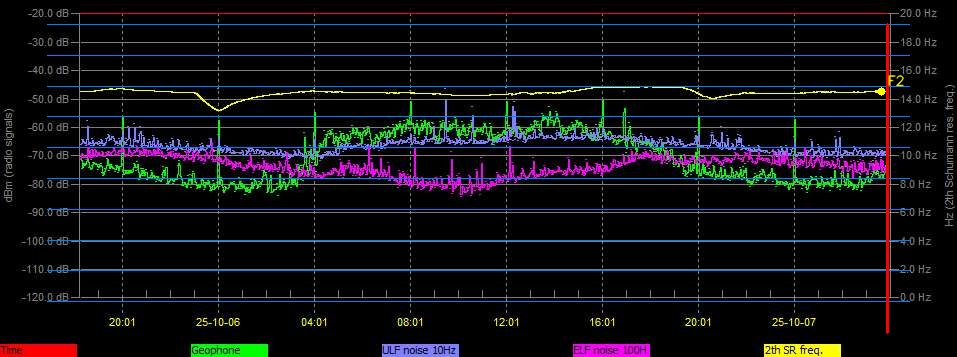 -20.0 dB 20.0 Hz
-30.0 dB 18.0 Hz
-40.0 dB 16.0 Hz
F2
-50.0 dB 14.0 Hz
-60.0 dB 12.0 Hz
-70.0 dB 10.0 Hz
-80.0 dB 8.0 Hz
-90.0 dB 6.0 Hz
-100.0 dB 4.0 Hz
-110.0 dB 2.0 Hz
-120.0 dB 0.0 Hz
dBm (radio signals)
Hz (2th Schumann res. freq.)
20:01 25-10-06 04:01 08:01 12:01 16:01 20:01 25-10-07
Time Geophone ULF noise 10Hz ELF noise 100H 2th SR freq.